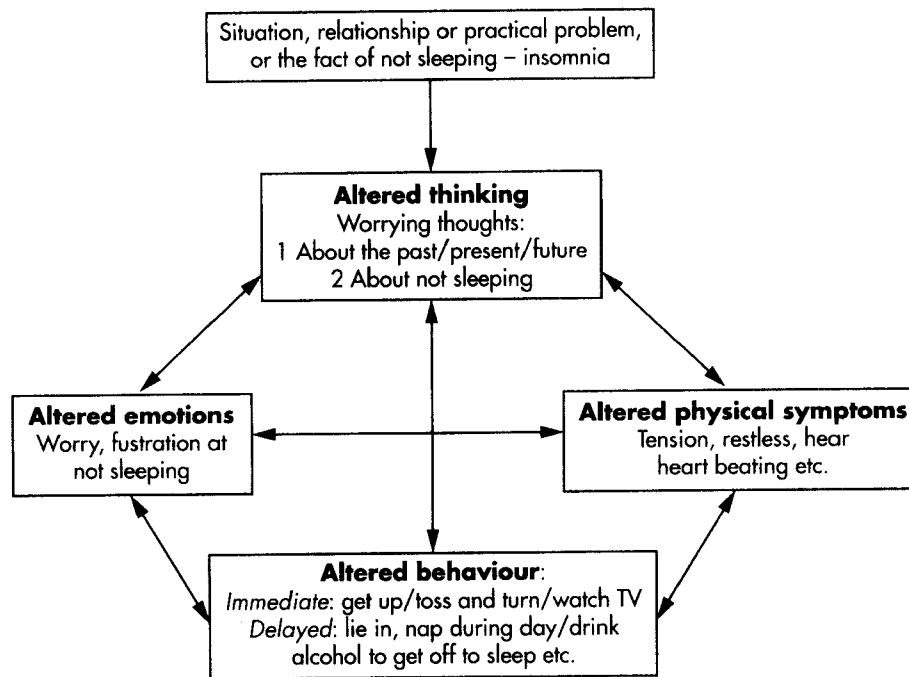 Situation, relationship or practical problem,
or the fact of not sleeping – insomnia
Altered thinking
Worrying thoughts:
1 About the past/present/future
2 About not sleeping
Altered emotions
Worry, fustration at
not sleeping
Altered physical symptoms
Tension, restless, hear
heart beating etc.
Altered behaviour:
Immediate: get up/toss and turn/watch TV
Delayed: lie in, nap during day/drink
alcohol to get off to sleep etc.